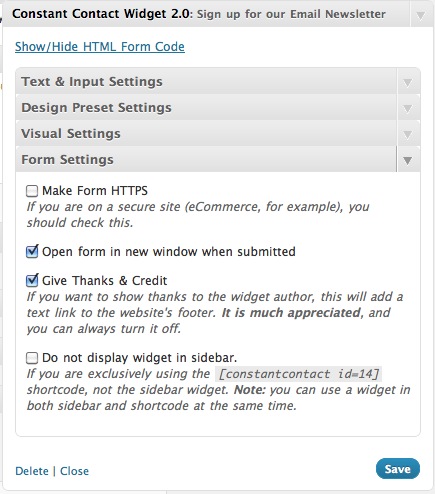 Constant Contact Widget 2.0: Sign up for our Email Newsletter
Show/Hide HTML Form Code
Text & Input Settings
Design Preset Settings
Visual Settings
Form Settings
Make Form HTTPS
If you are on a secure site (eCommerce, for example), you
should check this.
Open form in new window when submitted
Give Thanks & Credit
If you want to show thanks to the widget author, this will add a
text link to the website's footer. It is much appreciated, and
you can always turn it off.
Do not display widget in sidebar.
If you are exclusively using the [constantcontact id=14]
shortcode, not the sidebar widget. Note: you can use a widget in
both sidebar and shortcode at the same time.
Delete | Close
Save